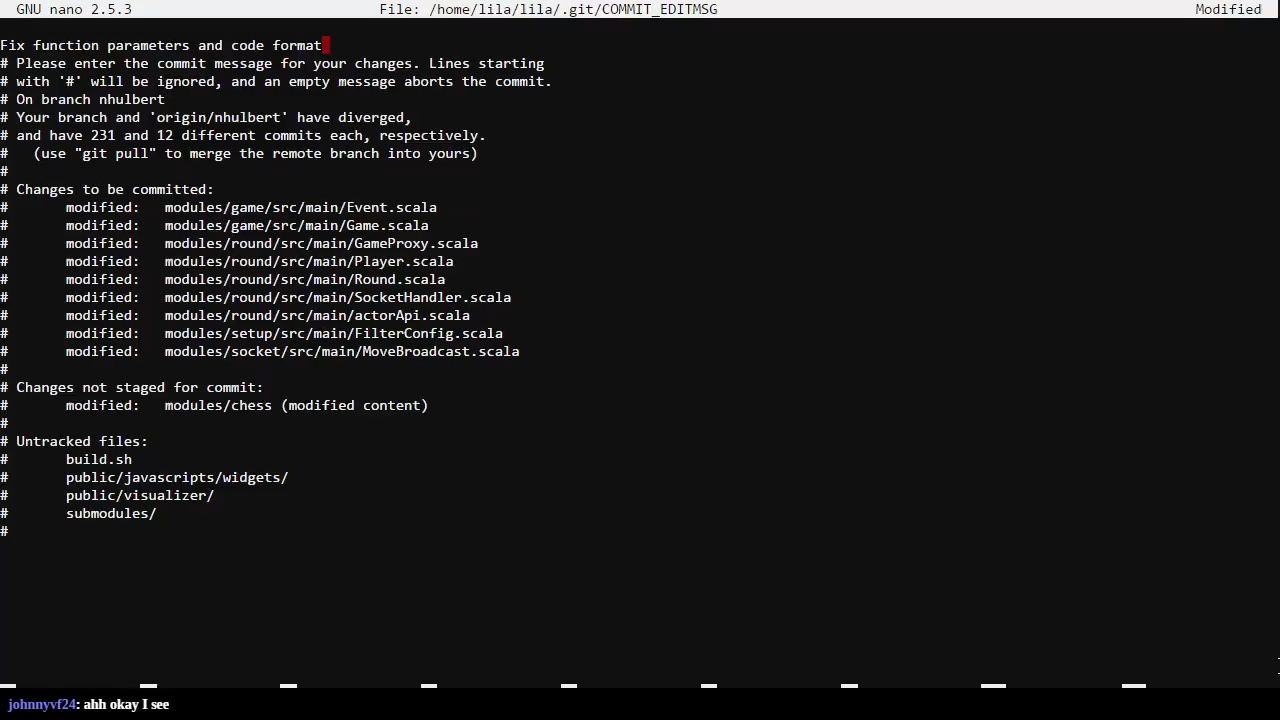 GNU nano 2.5.3 File: /home/lila/lila/.git/COMMIT_EDITMSG Modified
Fix function parameters and code format
# Please enter the commit message for your changes. Lines starting
# with '#' will be ignored, and an empty message aborts the commit.
# On branch nhulbert
# Your branch and 'origin/nhulbert' have diverged,
# and have 231 and 12 different commits each, respectively.
#   (use "git pull" to merge the remote branch into yours)
#
# Changes to be committed:
#       modified:   modules/game/src/main/Event.scala
#       modified:   modules/game/src/main/Game.scala
#       modified:   modules/round/src/main/GameProxy.scala
#       modified:   modules/round/src/main/Player.scala
#       modified:   modules/round/src/main/Round.scala
#       modified:   modules/round/src/main/SocketHandler.scala
#       modified:   modules/round/src/main/actorApi.scala
#       modified:   modules/setup/src/main/FilterConfig.scala
#       modified:   modules/socket/src/main/MoveBroadcast.scala
#
# Changes not staged for commit:
#       modified:   modules/chess (modified content)
#
# Untracked files:
#       build.sh
#       public/javascripts/widgets/
#       public/visualizer/
#       submodules/
#
johnnyvf24: ahh okay I see